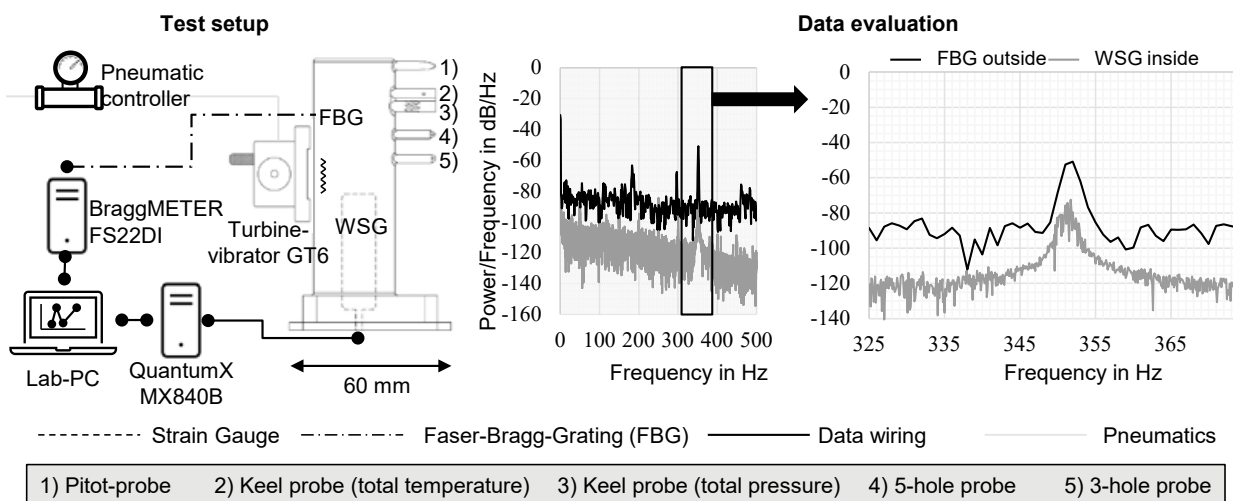 Test setup
Pneumatic
controller
FBG
BraggMETER
FS22DI
Turbine-
vibrator GT6
WSG
Lab-PC
QuantumX
MX840B
60 mm
1)
2)
3)
4)
5)
Data evaluation
Power/Frequency in dB/Hz
0
-20
-40
-60
-80
-100
-120
-140
-160
0 100 200 300 400 500
Frequency in Hz
FBG outside WSG inside
0
-20
-40
-60
-80
-100
-120
-140
325 335 345 355 365
Frequency in Hz
Strain Gauge Faser-Bragg-Grating (FBG) Data wiring Pneumatics
1) Pitot-probe 2) Keel probe (total temperature) 3) Keel probe (total pressure) 4) 5-hole probe 5) 3-hole probe